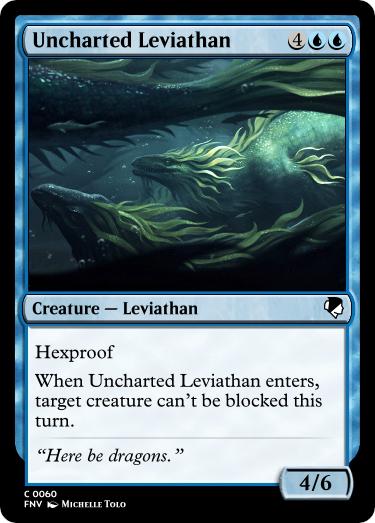 Uncharted Leviathan 4
Creature — Leviathan
Hexproof
When Uncharted Leviathan enters,
target creature can't be blocked this
turn.
“Here be dragons.”
4/6
C 0060
FNV Michelle Tolo